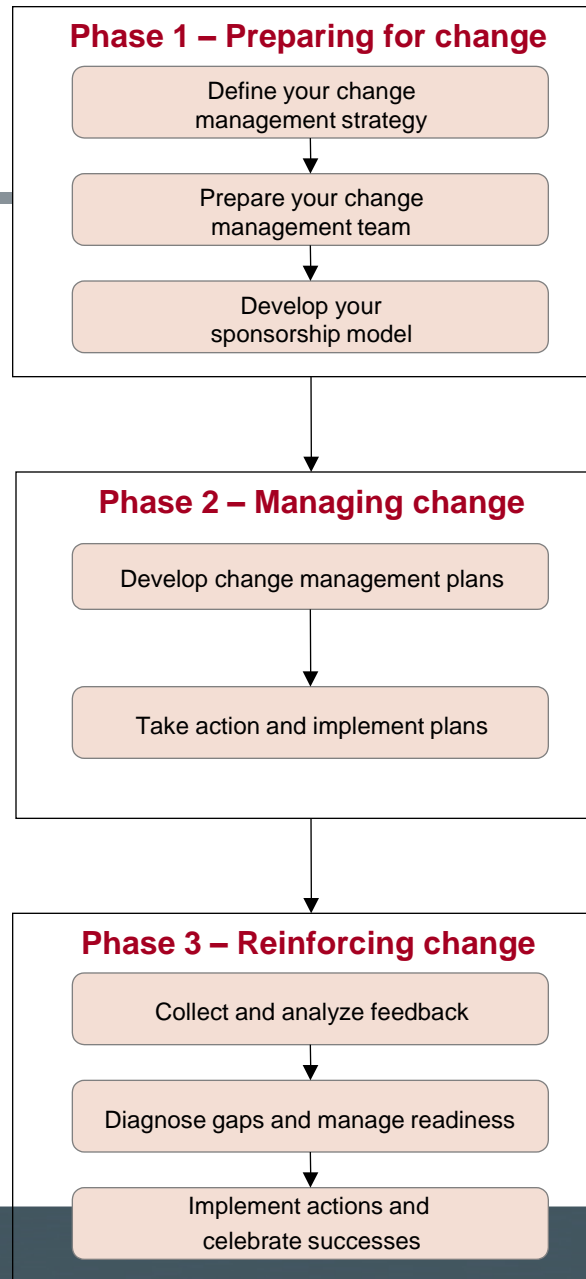 Phase 1 – Preparing for change
Define your change
management strategy
Prepare your change
management team
Develop your
sponsorship model
Phase 2 – Managing change
Develop change management plans
Take action and implement plans
Phase 3 – Reinforcing change
Collect and analyze feedback
Diagnose gaps and manage readiness
Implement actions and
celebrate successes